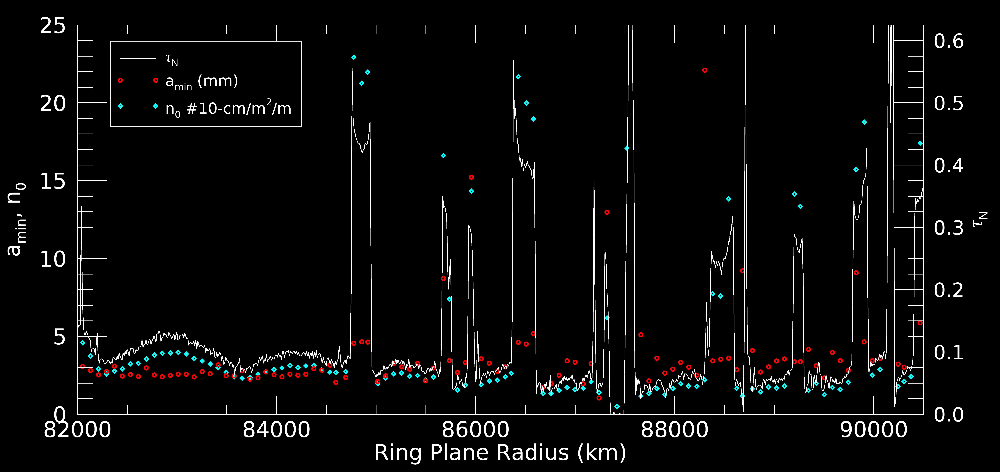 25
20
15
10
5
0
a_min, n_0
τ_N
a_min (mm)
n_0 #10-cm/m^2/m
0.6
0.5
0.4
0.3
0.2
0.1
0.0
τ_N
82000 84000 86000 88000 90000
Ring Plane Radius (km)